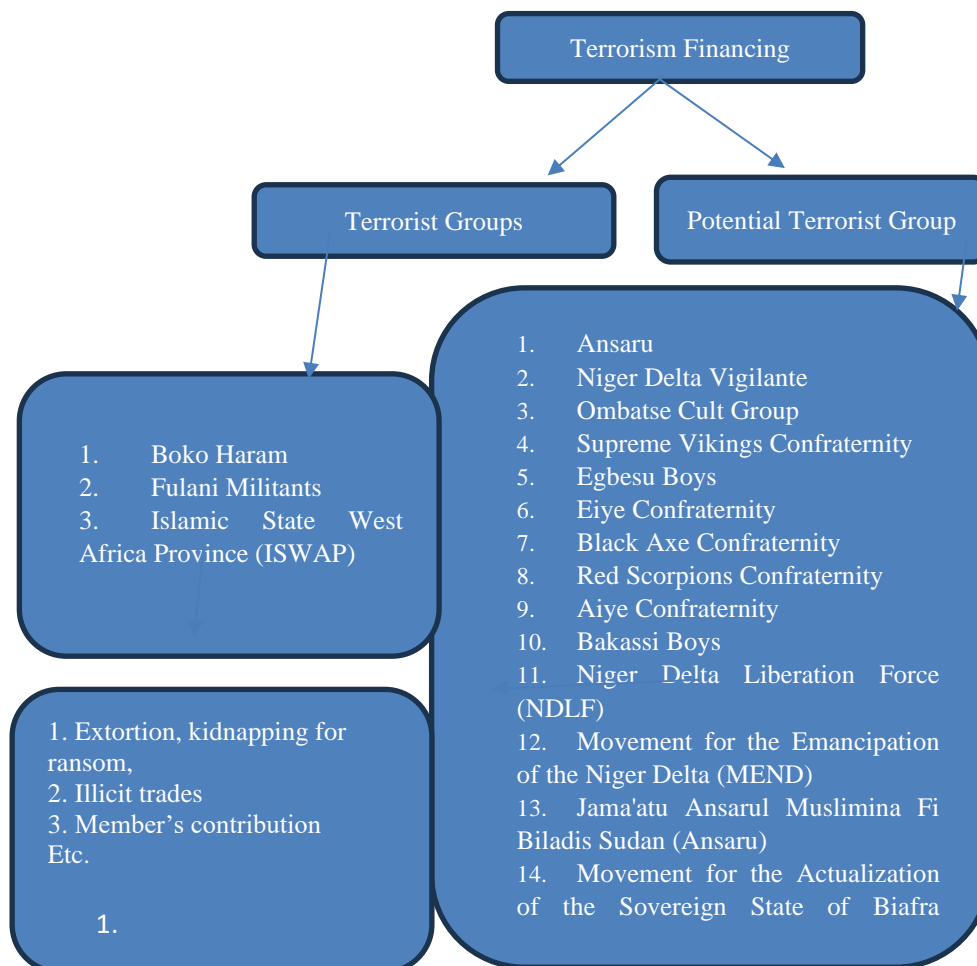 Terrorism Financing
Terrorist Groups
Potential Terrorist Group
1. Boko Haram
2. Fulani Militants
3. Islamic State West
Africa Province (ISWAP)
1. Extortion, kidnapping for
ransom,
2. Illicit trades
3. Member’s contribution
Etc.
1.
1. Ansaru
2. Niger Delta Vigilante
3. Ombatse Cult Group
4. Supreme Vikings Confraternity
5. Egbesu Boys
6. Eiye Confraternity
7. Black Axe Confraternity
8. Red Scorpions Confraternity
9. Aiye Confraternity
10. Bakassi Boys
11. Niger Delta Liberation Force
(NDLF)
12. Movement for the Emancipation
of the Niger Delta (MEND)
13. Jama'atu Ansarul Muslimina Fi
Biladis Sudan (Ansaru)
14. Movement for the Actualization
of the Sovereign State of Biafra